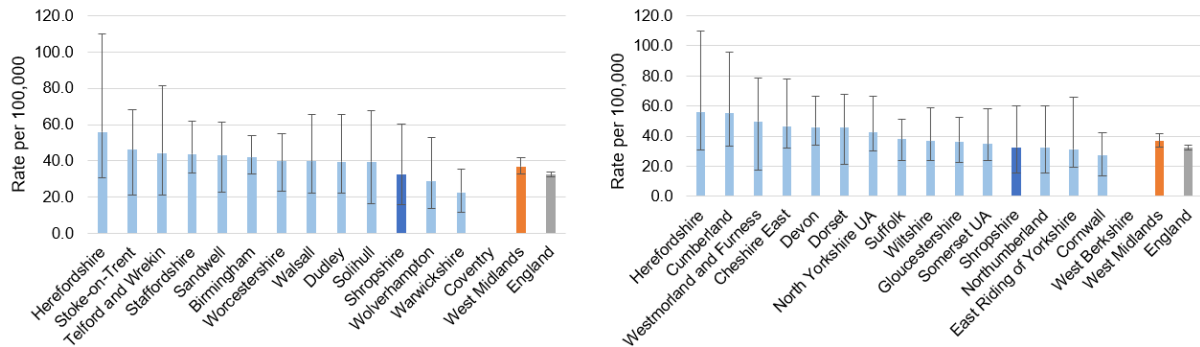 120.0
100.0
80.0
60.0
40.0
20.0
0.0
Rate per 100,000
Herefordshire
Stoke-on-Trent
Telford and Wrekin
Staffordshire
Sandwell
Birmingham
Worcestershire
Walsall
Dudley
Solihull
Shropshire
Wolverhampton
Warwickshire
Coventry
West Midlands
England
120.0
100.0
80.0
60.0
40.0
20.0
0.0
Rate per 100,000
Herefordshire
Cumberland
Westmorland and Furness
Cheshire East
Devon
Dorset
North Yorkshire UA
Suffolk
Wiltshire
Gloucestershire
Somerset UA
Shropshire
Northumberland
East Riding of Yorkshire
Cornwall
West Berkshire
West Midlands
England